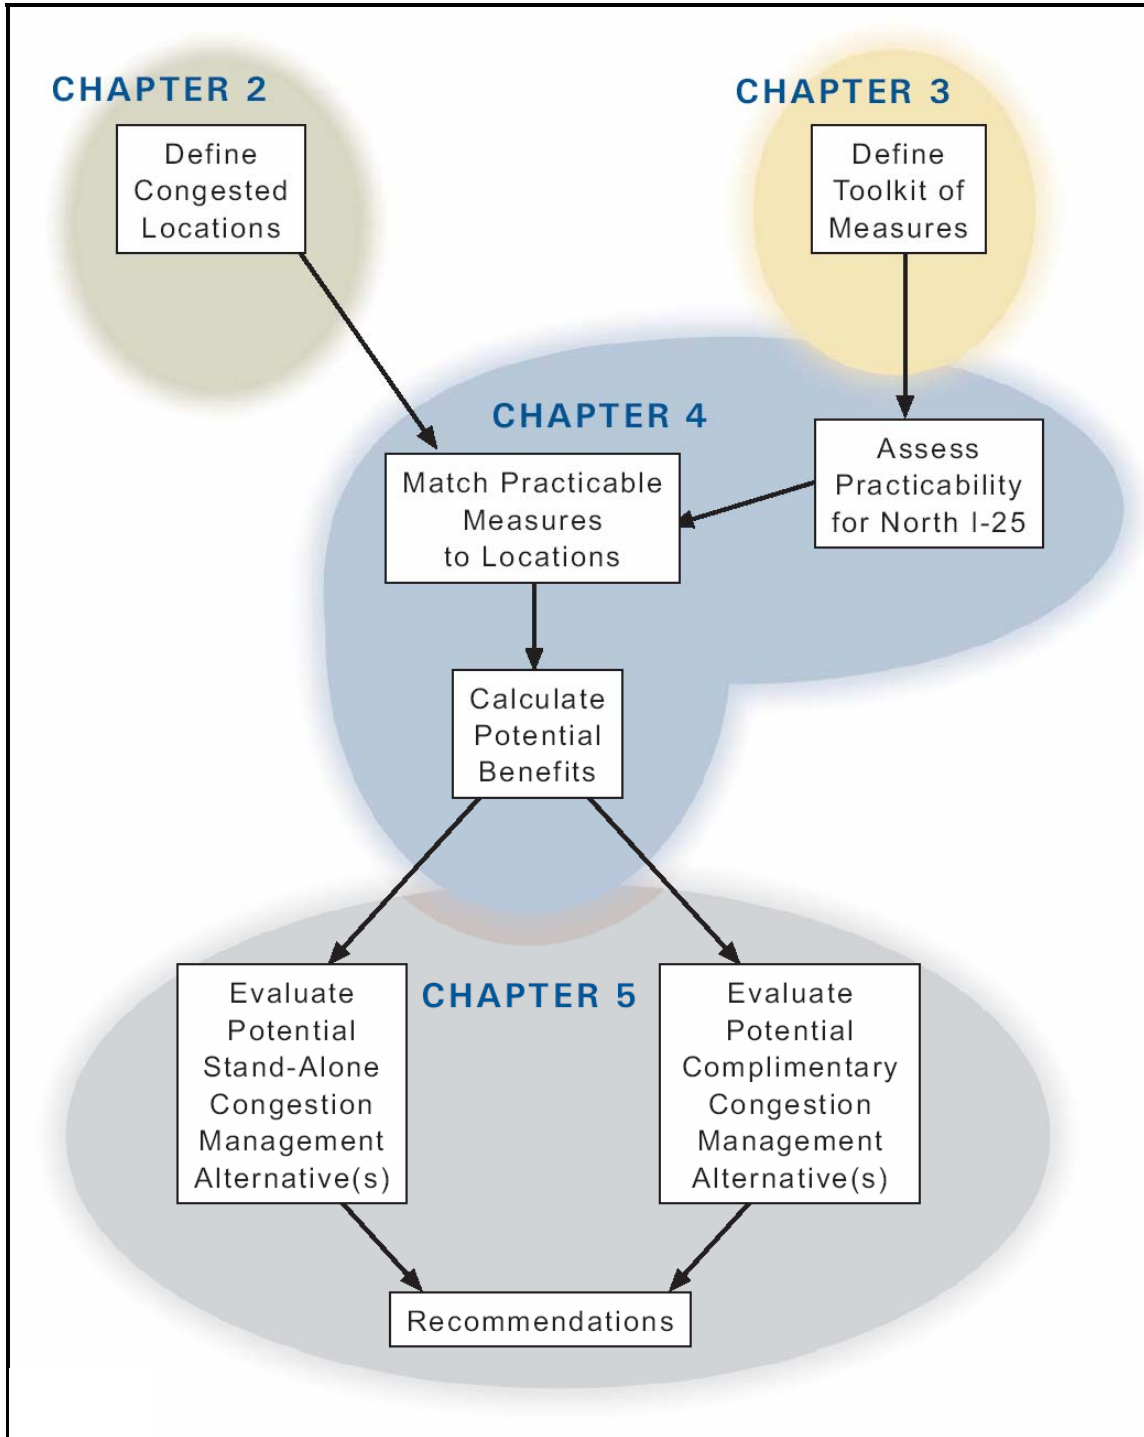 CHAPTER 2
Define
Congested
Locations
CHAPTER 3
Define
Toolkit of
Measures
CHAPTER 4
Match Practicable
Measures
to Locations
Assess
Practicability
for North I-25
Calculate
Potential
Benefits
CHAPTER 5
Evaluate
Potential
Stand-Alone
Congestion
Management
Alternative(s)
Evaluate
Potential
Complimentary
Congestion
Management
Alternative(s)
Recommendations